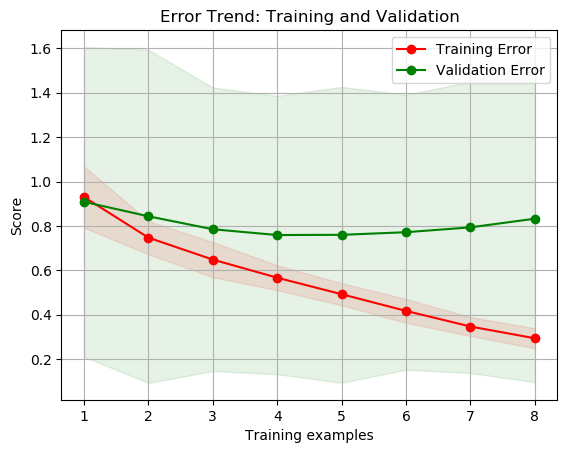 Error Trend: Training and Validation
Training Error
Validation Error
1.6
1.4
1.2
1.0
0.8
0.6
0.4
0.2
Score
1 2 3 4 5 6 7 8
Training examples